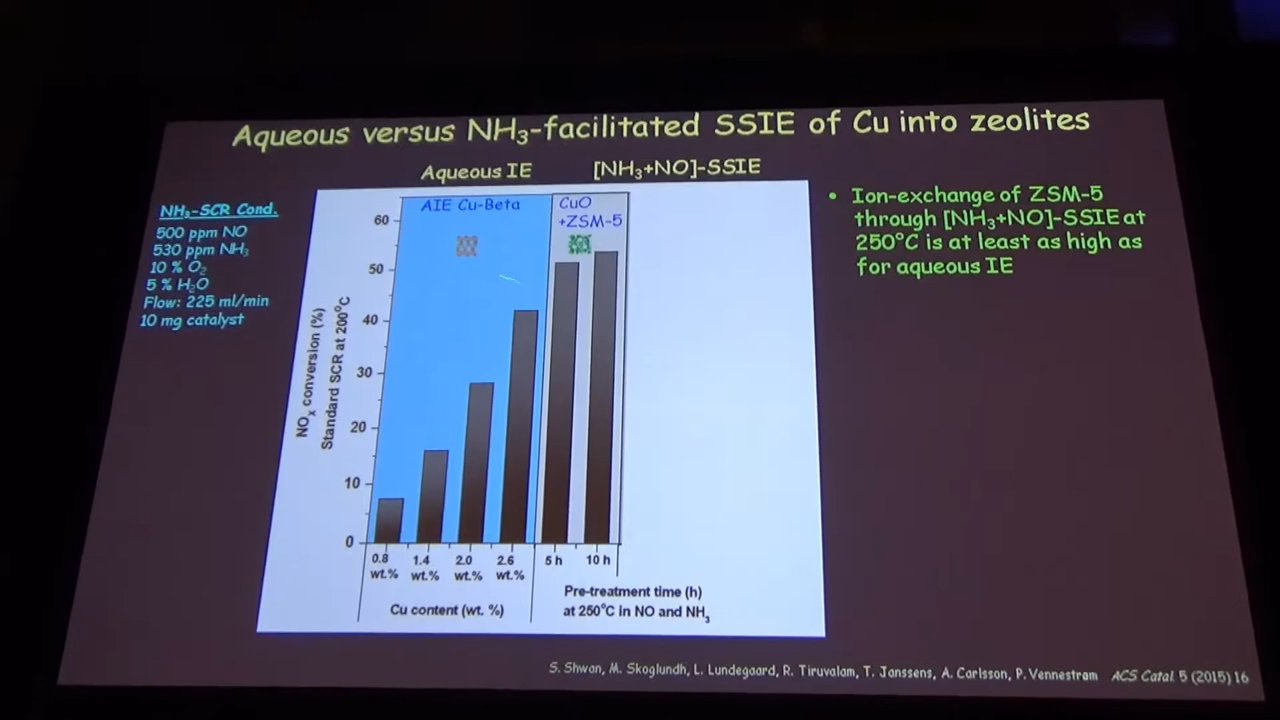 Aqueous versus NH₃-facilitated SSIE of Cu into zeolites
Aqueous IE
[NH₃+NO]-SSIE
NH₃-SCR Cond.
500 ppm NO
530 ppm NH₃
10 % O₂
5 % H₂O
Flow: 225 ml/min
10 mg catalyst
AIE Cu-Beta
CuO
+ZSM-5
NOₓ conversion (%)
Standard SCR at 200°C
60
50
40
30
20
10
0
0.8 1.4 2.0 2.6 5 h 10 h
wt.% wt.% wt.% wt.%
Cu content (wt. %)
Pre-treatment time (h)
at 250°C in NO and NH₃
• Ion-exchange of ZSM-5
through [NH₃+NO]-SSIE at
250°C is at least as high as
for aqueous IE
S. Shwan, M. Skoglundh, L. Lundegaard, R. Tiruvalam, T. Janssens, A. Carlsson, P. Vennestrøm ACS Catal 5 (2015) 16